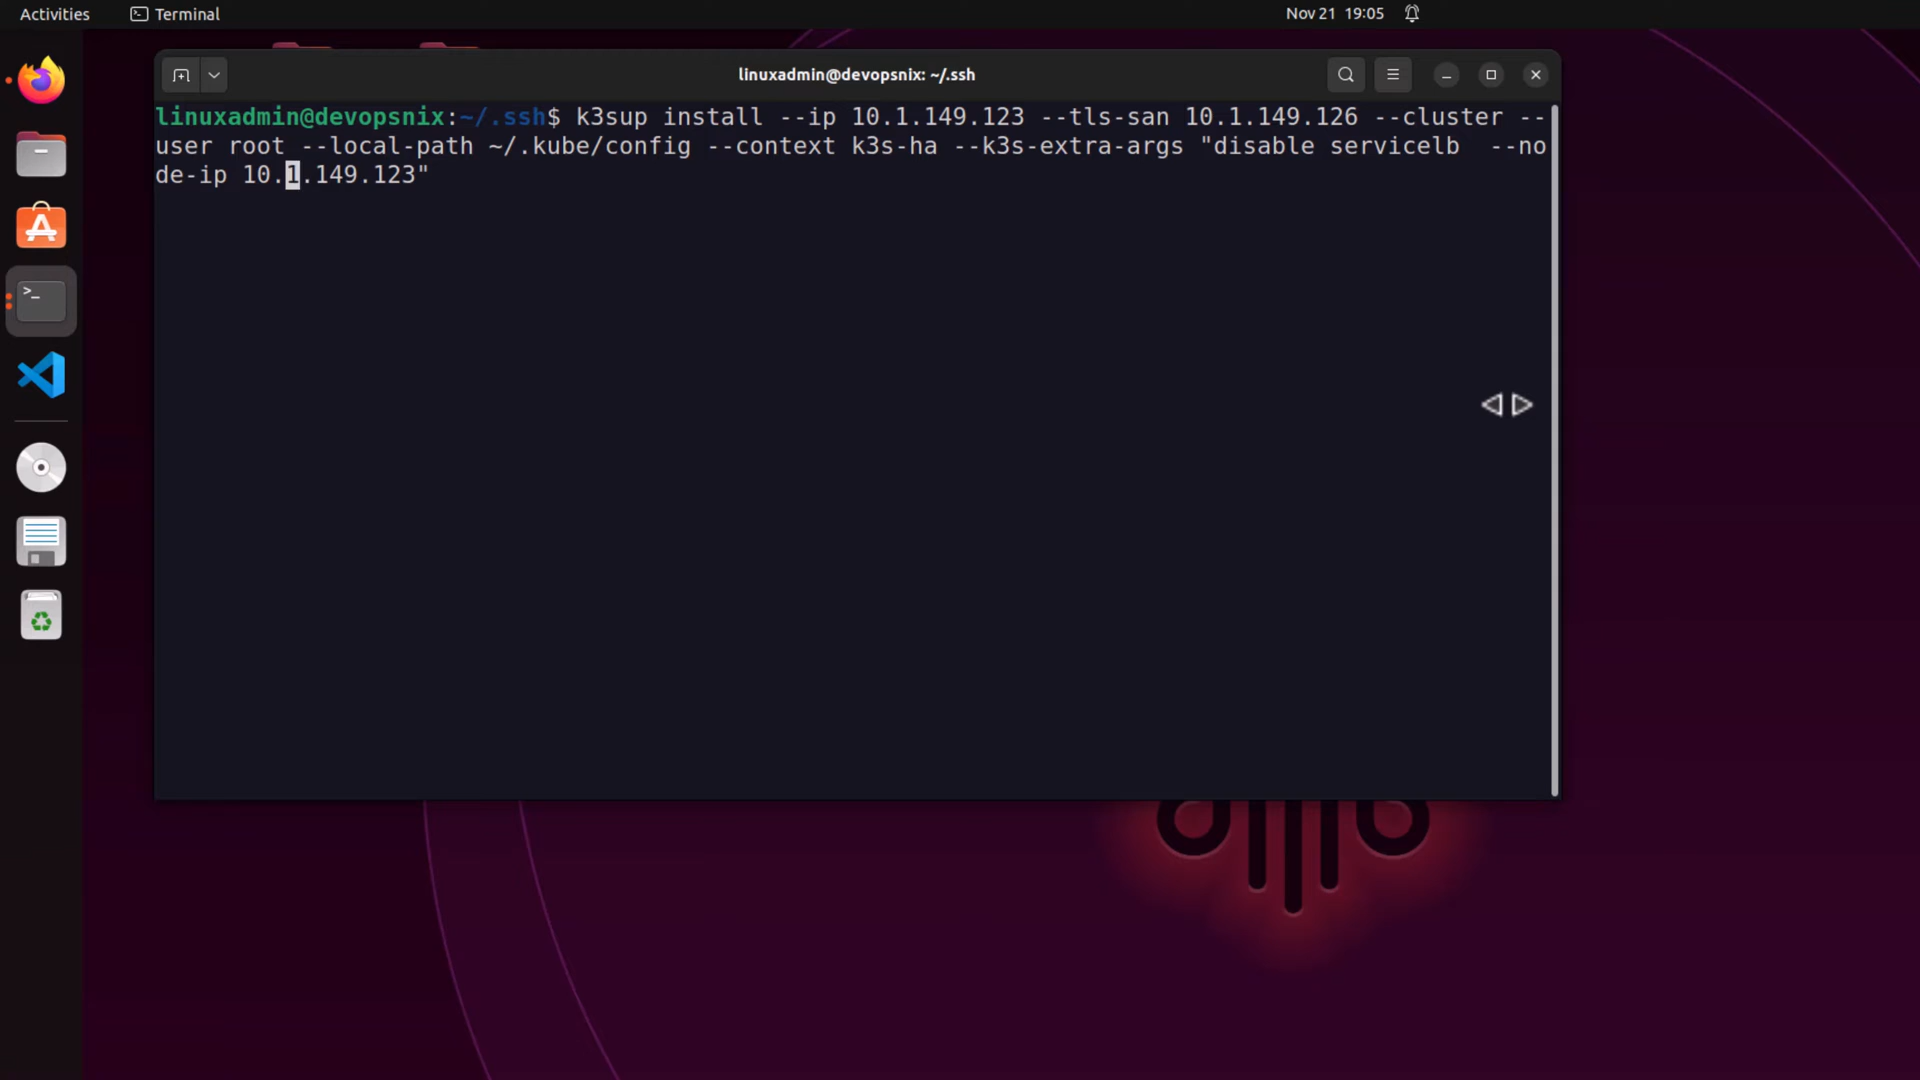 Activities Terminal Nov 21 19:05
linuxadmin@devopsnix: ~/.ssh
linuxadmin@devopsnix:~/.ssh$ k3sup install --ip 10.1.149.123 --tls-san 10.1.149.126 --cluster --
user root --local-path ~/.kube/config --context k3s-ha --k3s-extra-args "disable servicelb  --no
de-ip 10.1.149.123"